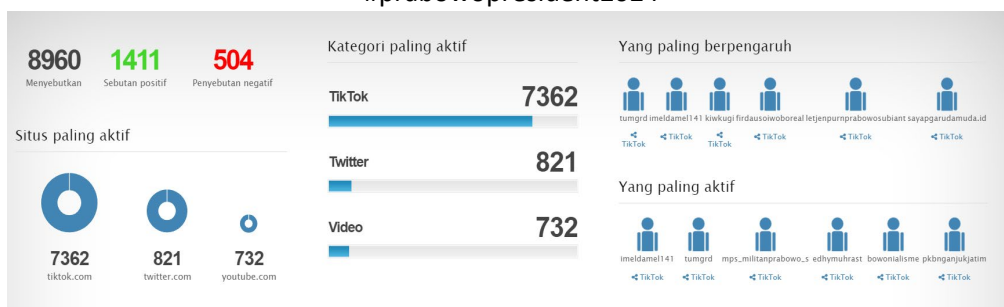 #prabowopresident2024
8960 1411 504
Menyebutkan Sebutan positif Penyebutan negatif
Situs paling aktif
7362 821 732
tiktok.com twitter.com youtube.com
Kategori paling aktif
TikTok 7362
Twitter 821
Video 732
Yang paling berpengaruh
tumgrd imeldamel141 kiwkugi firdausoiwoboreal letjenpurnprabowosubiant sayapgarudamuda.id
TikTok TikTok TikTok TikTok TikTok TikTok
Yang paling aktif
imeldamel141 tumgrd mps_militanprabowo_s edhymuhrast bowonialisme pkbnganjukjatim
TikTok TikTok TikTok TikTok TikTok TikTok